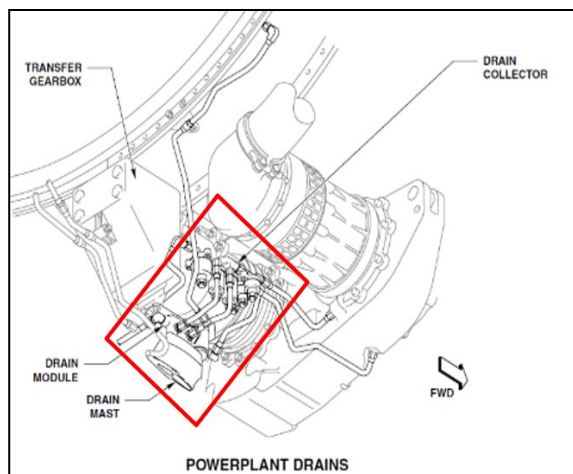 TRANSFER
GEARBOX
DRAIN
COLLECTOR
DRAIN
MODULE
DRAIN
MAST
FWD
POWERPLANT DRAINS